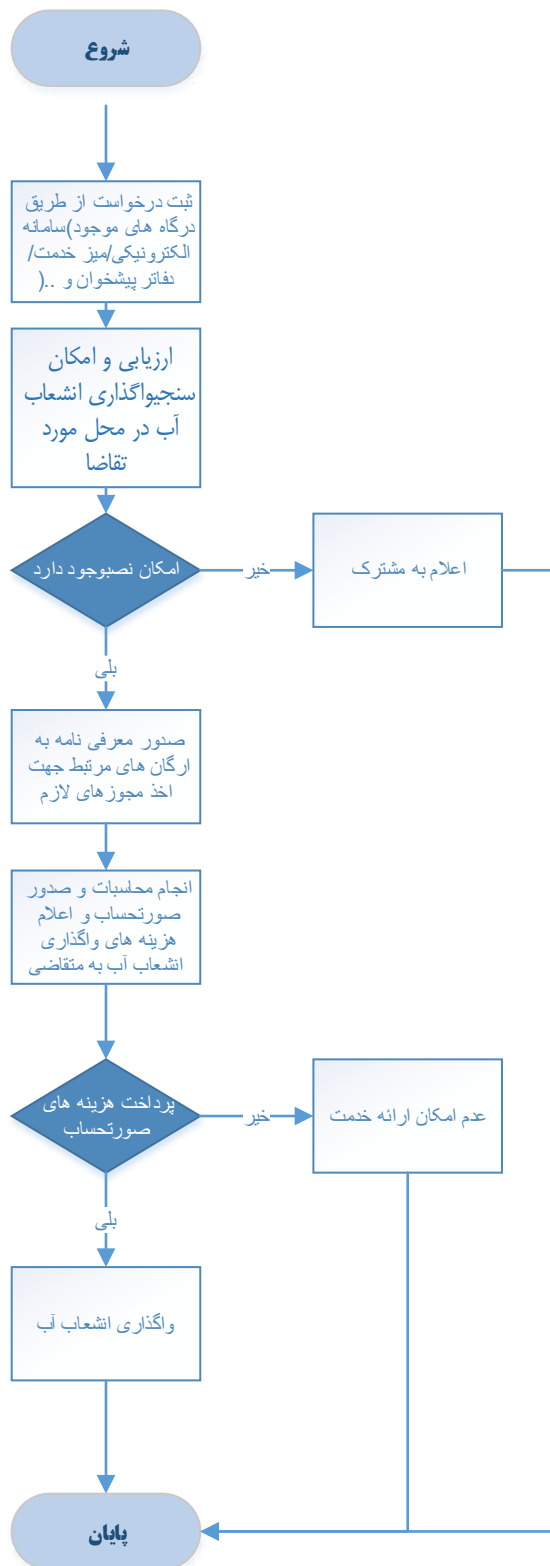 شروع
ثبت درخواست از طریق
درگاه های موجود)سامانه
الکترونیکی/میز خدمت/
دفاتر پیشخوان و ..(
ارزیابی و امکان
سنجیواگذاری انشعاب
آب در محل مورد
تقاضا
امکان نصبوجود دارد
خیر
اعلام به مشترک
بلی
صدور معرفی نامه به
ارگان های مرتبط جهت
اخذ مجوزهای لازم
انجام محاسبات و صدور
صورتحساب و اعلام
هزینه های واگذاری
انشعاب آب به متقاضی
پرداخت هزینه های
صورتحساب
خیر
عدم امکان ارائه خدمت
بلی
واگذاری انشعاب آب
پایان